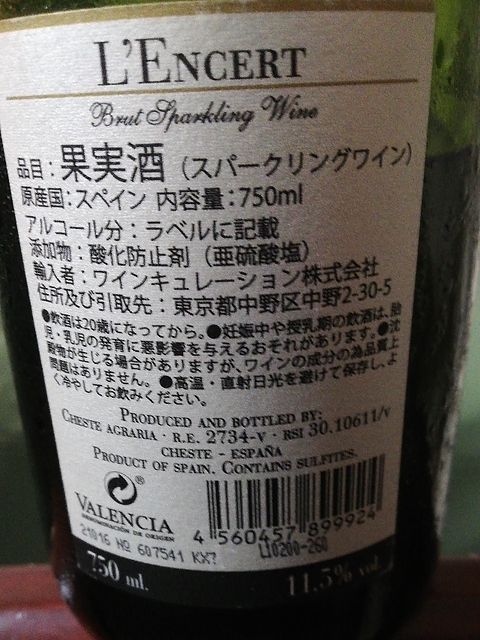 L'ENCERT
Brut Sparkling Wine
品目：果実酒（スパークリングワイン）
原産国：スペイン 内容量：750ml
アルコール分：ラベルに記載
添加物：酸化防止剤（亜硫酸塩）
輸入者：ワインキュレーション株式会社
住所及び引取先：東京都中野区中野2-30-5
●飲酒は20歳になってから。●妊娠中や授乳期の飲酒は、胎
児・乳児の発育に悪影響を与えるおそれがあります。●沈
殿物が生じる場合がありますが、ワインの成分の為品質上
問題はありません。●高温・直射日光を避けて保存し、よ
く冷やしてお飲みください。
PRODUCED AND BOTTLED BY:
CHESTE AGRARIA · R.E. 2734-V · RSI 30.10611/V
CHESTE - ESPAÑA
PRODUCT OF SPAIN. CONTAINS SULFITES.
®
VALENCIA
DENOMINACIÓN DE ORIGEN
21016 Nº 607541 KX7
4 560457 899924
L10200-260
750 ml.
11.5% vol.